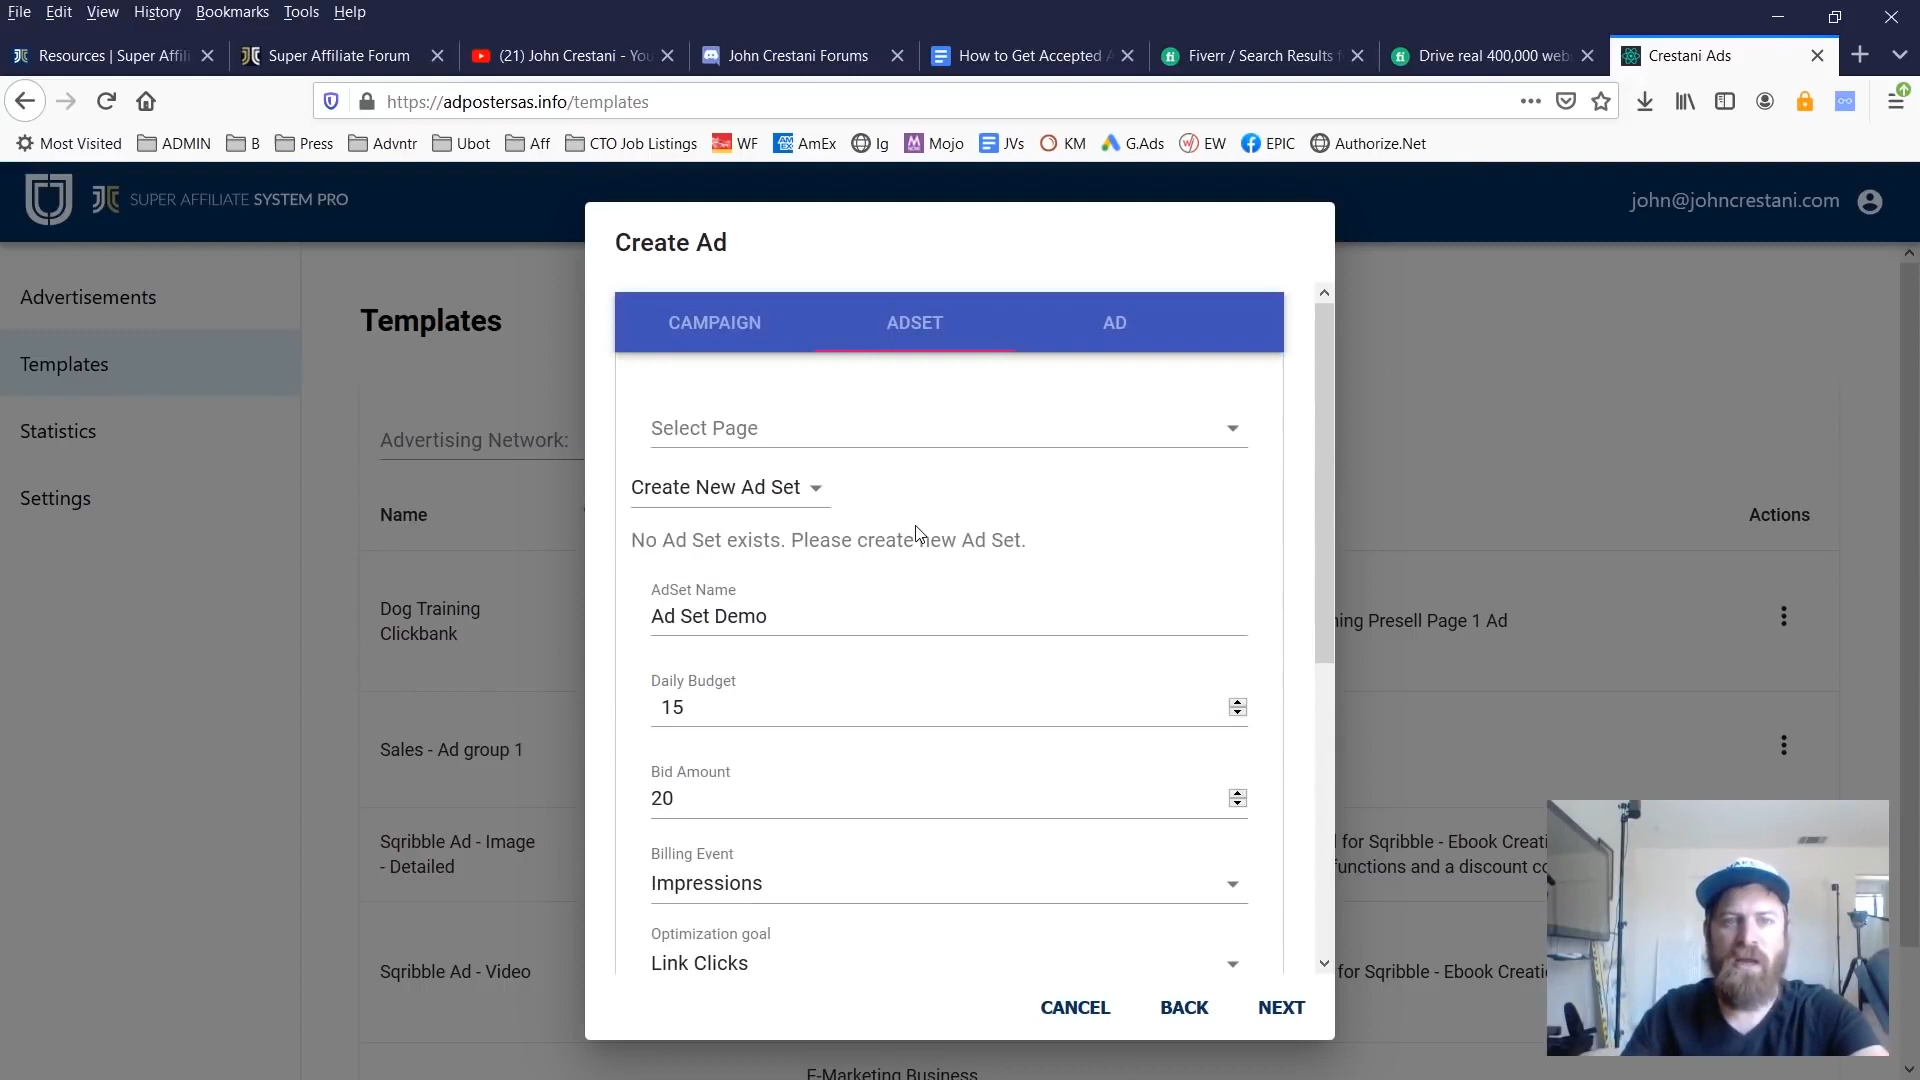 File Edit View History Bookmarks Tools Help
Resources | Super Affili
Super Affiliate Forum
(21) John Crestani - You
John Crestani Forums
How to Get Accepted A
Fiverr / Search Results f
Drive real 400,000 web
Crestani Ads
https://adpostersas.info/templates
Most Visited ADMIN B Press Advntr Ubot Aff CTO Job Listings WF AmEx Ig Mojo JVs KM G.Ads EW EPIC Authorize.Net
SUPER AFFILIATE SYSTEM PRO
john@johncrestani.com
Advertisements
Templates
Statistics
Settings
Templates
Advertising Network:
Name
Actions
Dog Training
Clickbank
ning Presell Page 1 Ad
Sales - Ad group 1
Sqribble Ad - Image
- Detailed
l for Sqribble - Ebook Creati
functions and a discount co
Sqribble Ad - Video
for Sqribble - Ebook Creati
E-Marketing Business
Create Ad
CAMPAIGN ADSET AD
Select Page
Create New Ad Set
No Ad Set exists. Please create new Ad Set.
AdSet Name
Ad Set Demo
Daily Budget
15
Bid Amount
20
Billing Event
Impressions
Optimization goal
Link Clicks
CANCEL BACK NEXT